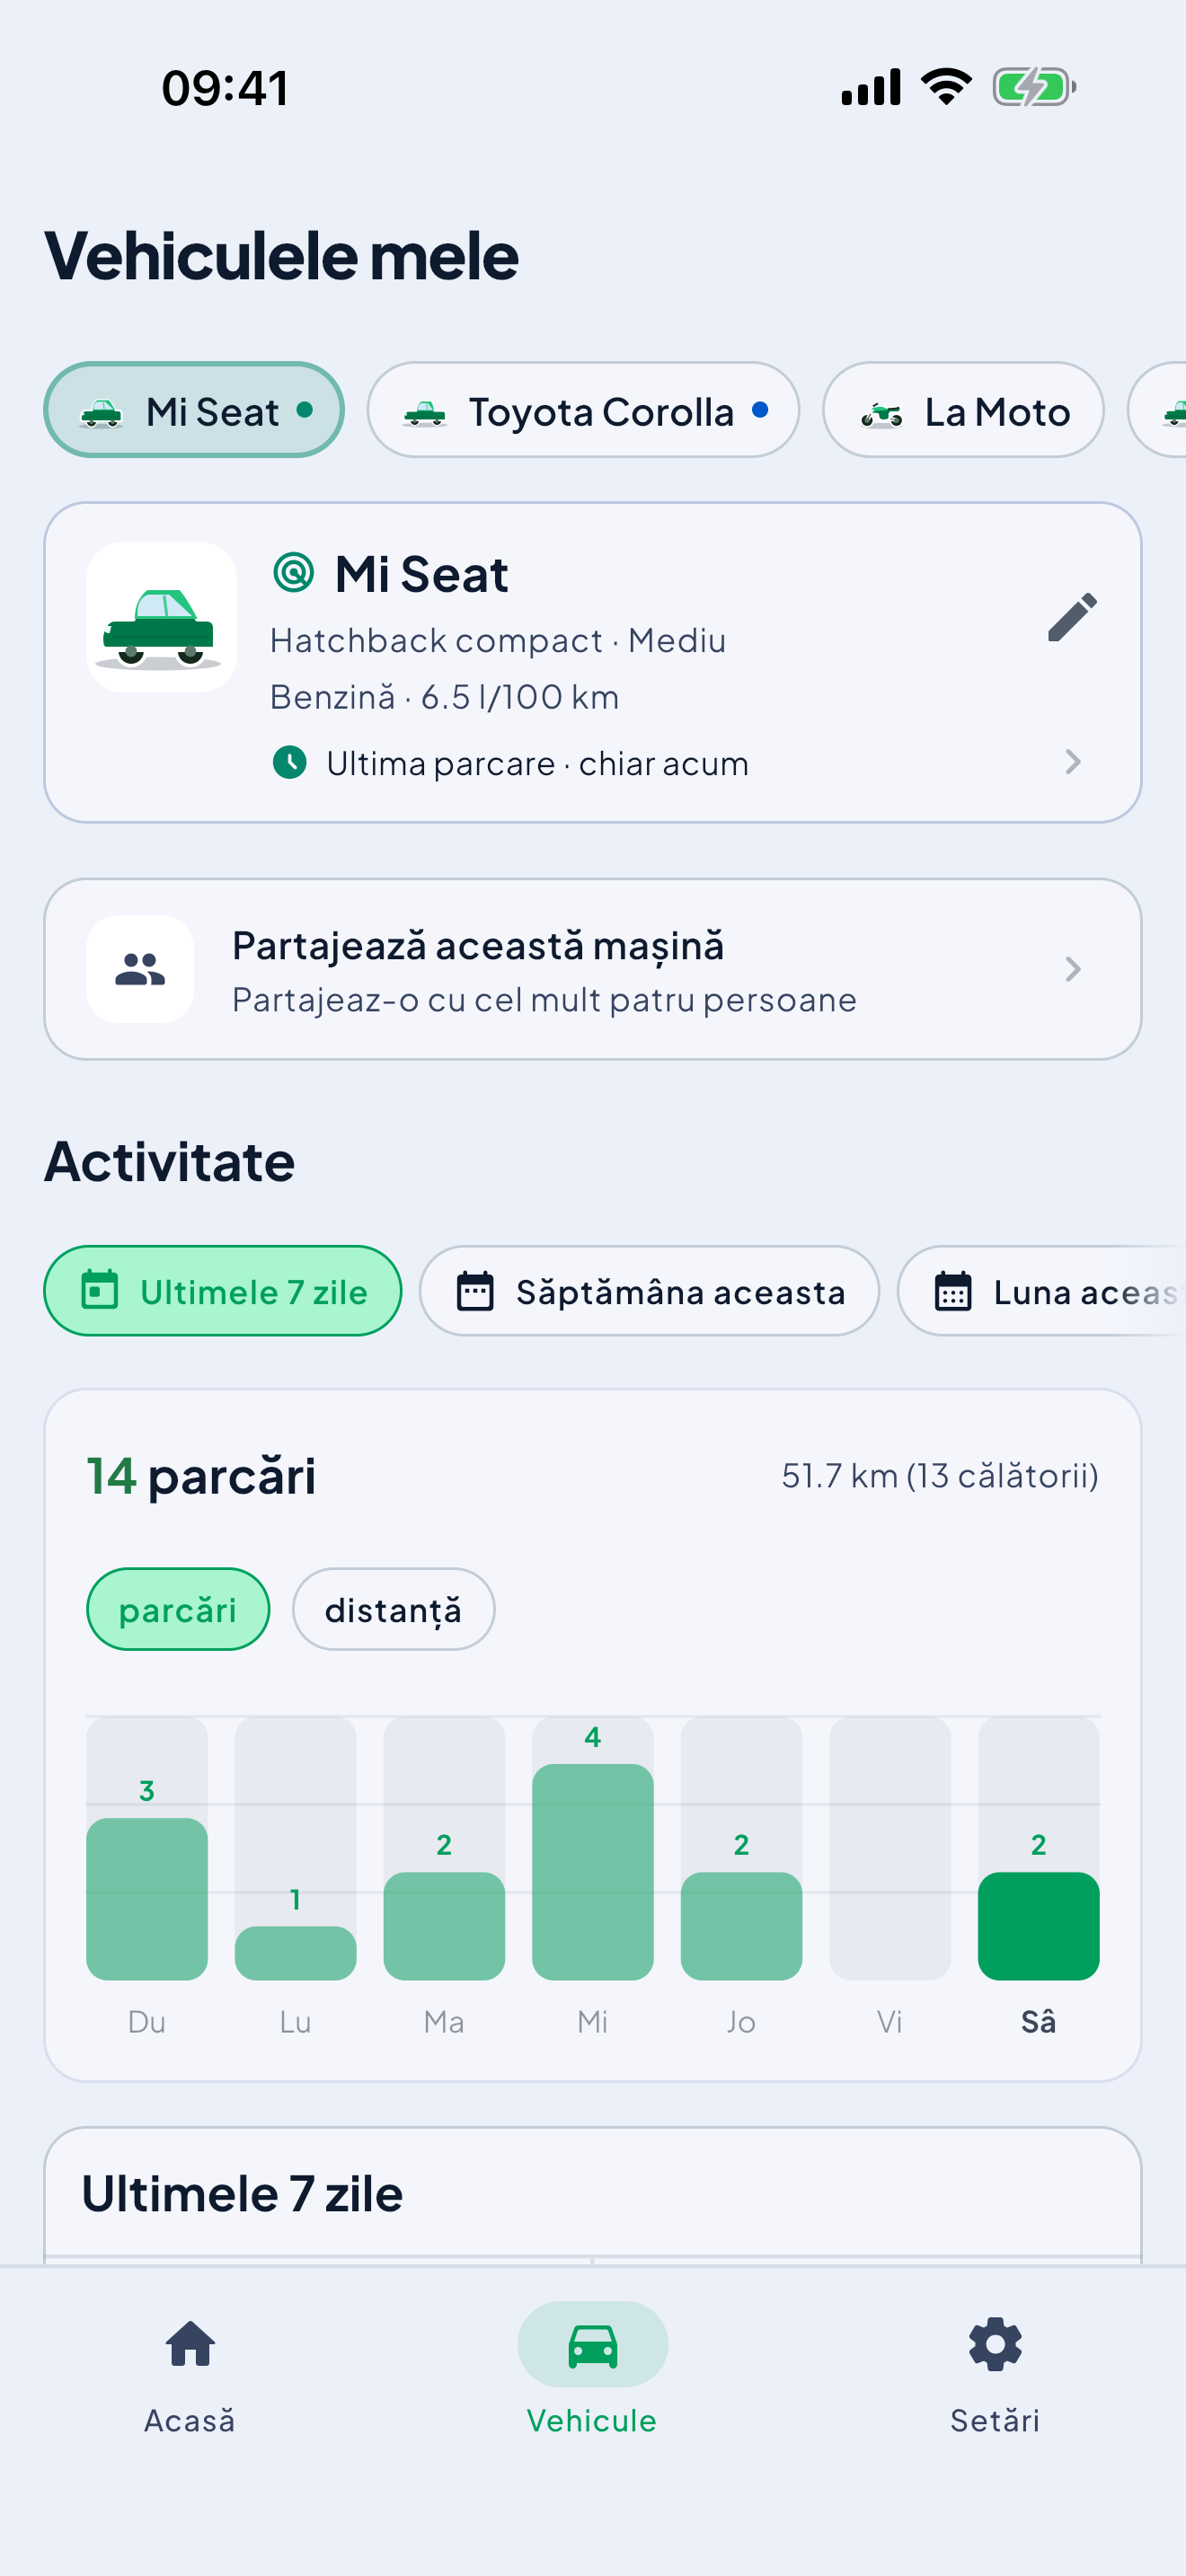 09:41
Vehiculele mele
Mi Seat
Toyota Corolla
La Moto
Mi Seat
Hatchback compact · Mediu
Benzină · 6.5 l/100 km
Ultima parcare · chiar acum
Partajează această mașină
Partajeaz-o cu cel mult patru persoane
Activitate
Ultimele 7 zile
Săptămâna aceasta
Luna aceas
14 parcări
51.7 km (13 călătorii)
parcări
distanță
3
1
2
4
2
2
Du
Lu
Ma
Mi
Jo
Vi
Sâ
Ultimele 7 zile
Acasă
Vehicule
Setări